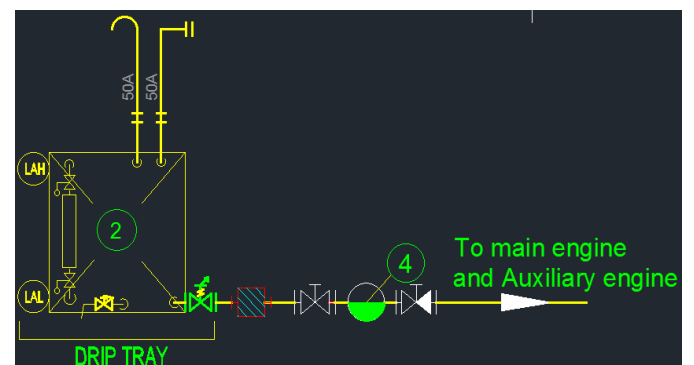 50A
50A
LAH
2
4
To main engine
and Auxiliary engine
LAL
DRIP TRAY